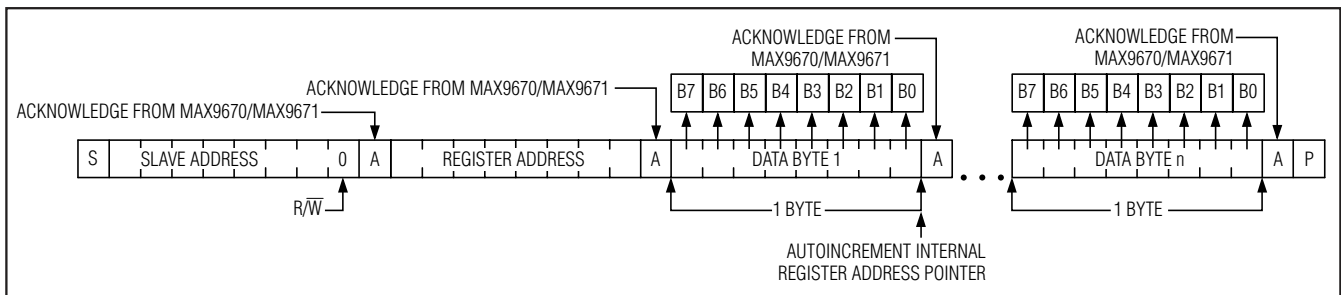 ACKNOWLEDGE FROM
MAX9670/MAX9671
ACKNOWLEDGE FROM
MAX9670/MAX9671
ACKNOWLEDGE FROM MAX9670/MAX9671
B7 B6 B5 B4 B3 B2 B1 B0
B7 B6 B5 B4 B3 B2 B1 B0
ACKNOWLEDGE FROM MAX9670/MAX9671
S SLAVE ADDRESS 0 A REGISTER ADDRESS A DATA BYTE 1 A DATA BYTE n A P
R/W̅
1 BYTE
1 BYTE
AUTOINCREMENT INTERNAL
REGISTER ADDRESS POINTER